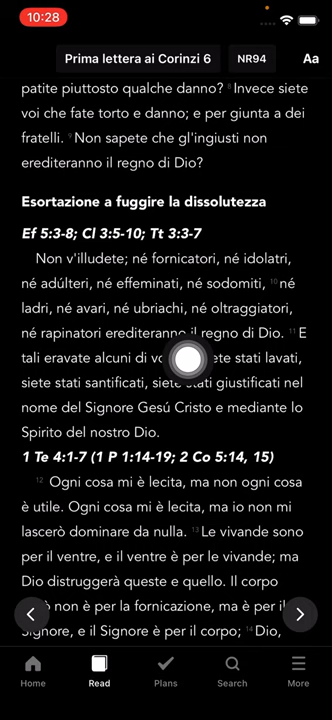 10:28
Prima lettera ai Corinzi 6 NR94 Aa
patite piuttosto qualche danno? 8 Invece siete
voi che fate torto e danno; e per giunta a dei
fratelli. 9 Non sapete che gl'ingiusti non
erediteranno il regno di Dio?
Esortazione a fuggire la dissolutezza
Ef 5:3-8; Cl 3:5-10; Tt 3:3-7
Non v'illudete; né fornicatori, né idolatri,
né adúlteri, né effeminati, né sodomiti, 10 né
ladri, né avari, né ubriachi, né oltraggiatori,
né rapinatori erediteranno il regno di Dio. 11 E
tali eravate alcuni di stati lavati,
siete stati santificati, siete stati giustificati nel
nome del Signore Gesú Cristo e mediante lo
Spirito del nostro Dio.
1 Te 4:1-7 (1 P 1:14-19; 2 Co 5:14, 15)
12 Ogni cosa mi è lecita, ma non ogni cosa
è utile. Ogni cosa mi è lecita, ma io non mi
lascerò dominare da nulla. 13 Le vivande sono
per il ventre, e il ventre è per le vivande; ma
Dio distruggerà queste e quello. Il corpo
non è per la fornicazione, ma è per il
Signore, e il Signore è per il corpo; 14 Dio,
Home Read Plans Search More